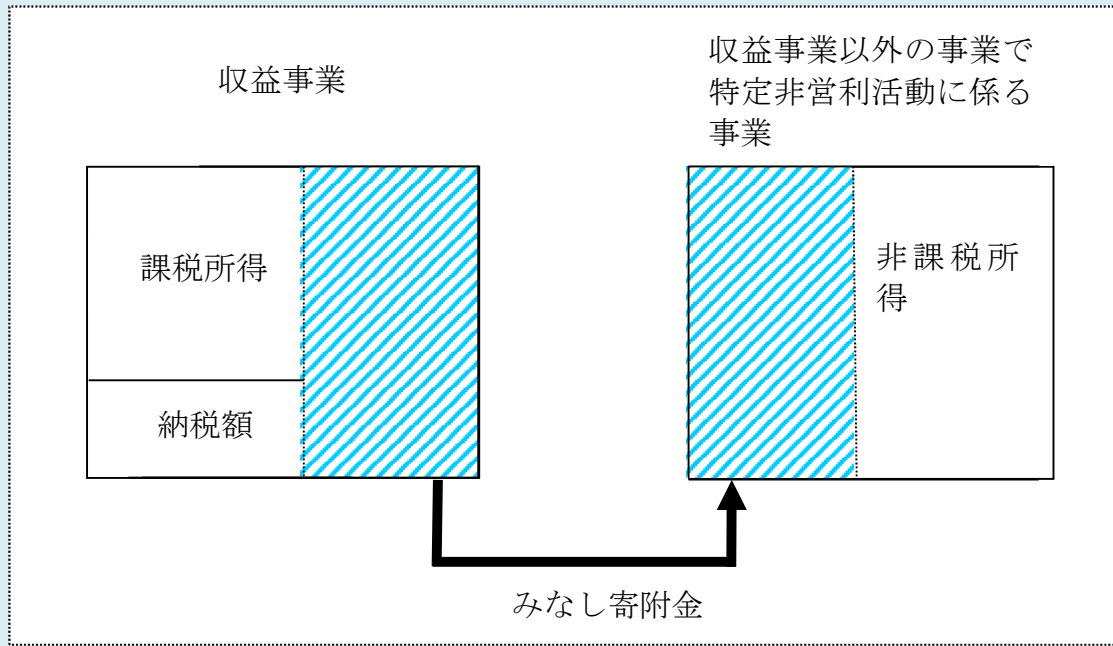 収益事業
収益事業以外の事業で
特定非営利活動に係る
事業
課税所得
納税額
非課税所
得
みなし寄附金